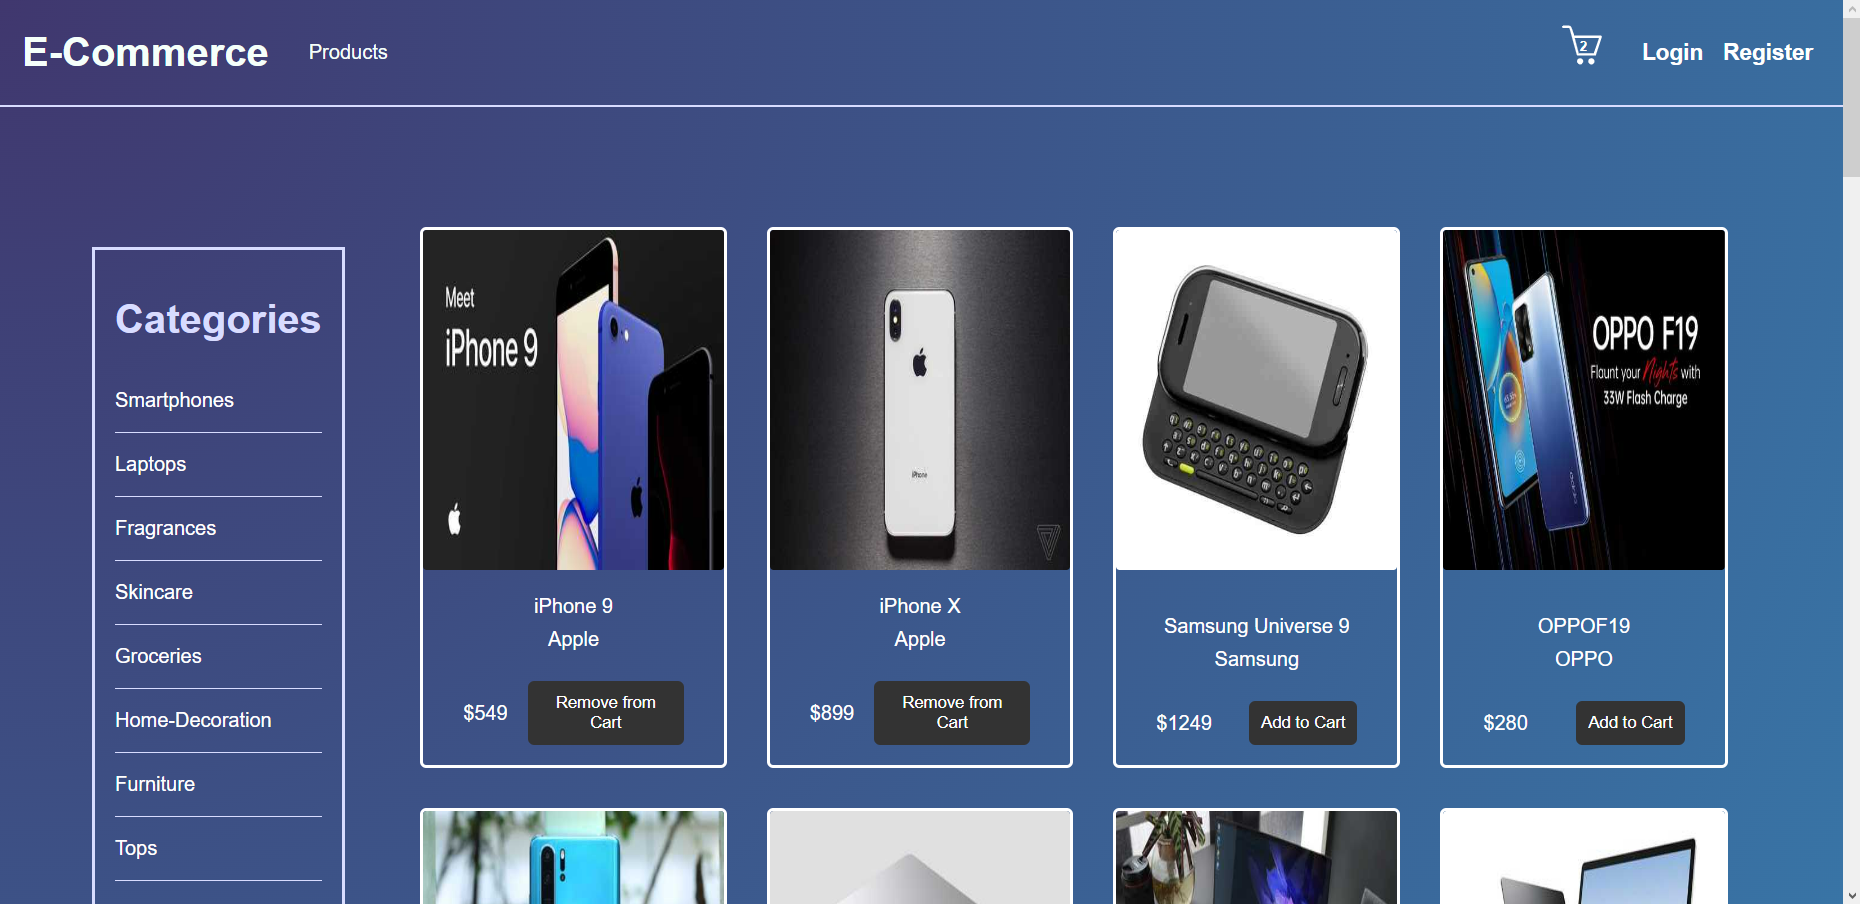 E-Commerce
Products
2
Login
Register
Categories
Smartphones
Laptops
Fragrances
Skincare
Groceries
Home-Decoration
Furniture
Tops
Meet
iPhone 9
iPhone 9
Apple
$549
Remove from
Cart
iPhone
iPhone X
Apple
$899
Remove from
Cart
Samsung Universe 9
Samsung
$1249
Add to Cart
OPPO F19
Flaunt your Nights with
33W Flash Charge
OPPOF19
OPPO
$280
Add to Cart